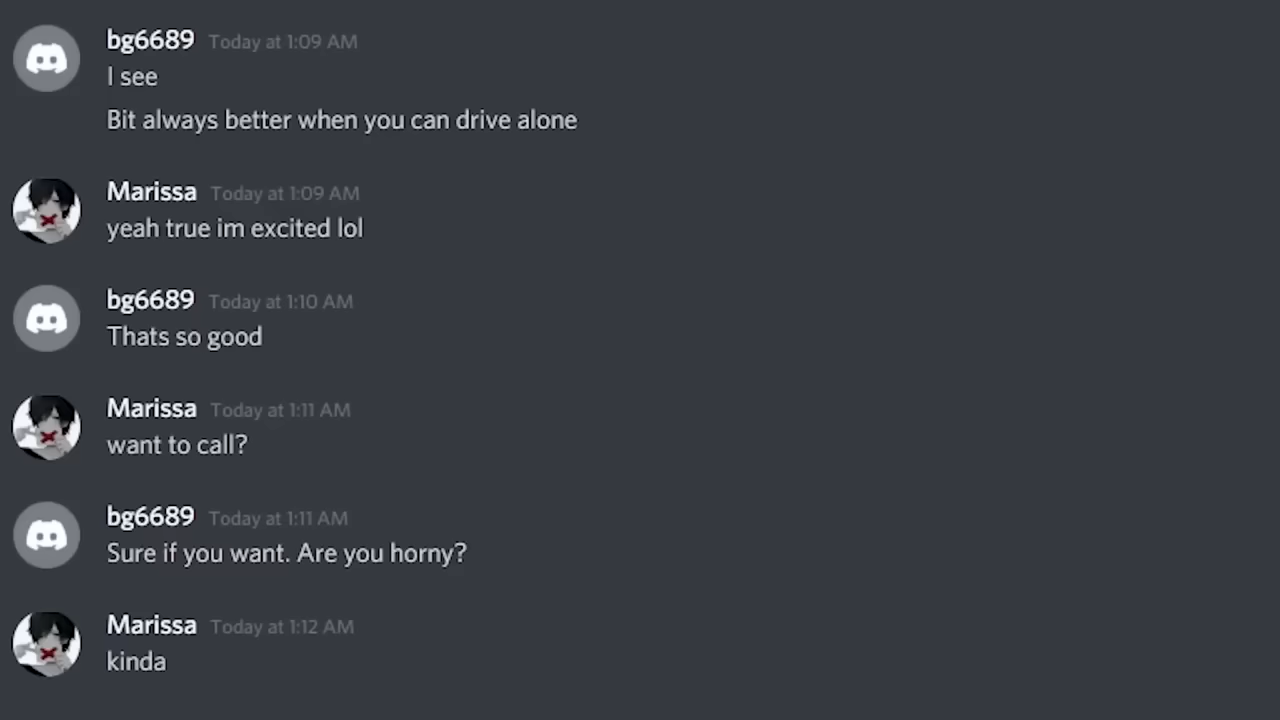 bg6689 Today at 1:09 AM
I see
Bit always better when you can drive alone
Marissa Today at 1:09 AM
yeah true im excited lol
bg6689 Today at 1:10 AM
Thats so good
Marissa Today at 1:11 AM
want to call?
bg6689 Today at 1:11 AM
Sure if you want. Are you horny?
Marissa Today at 1:12 AM
kinda